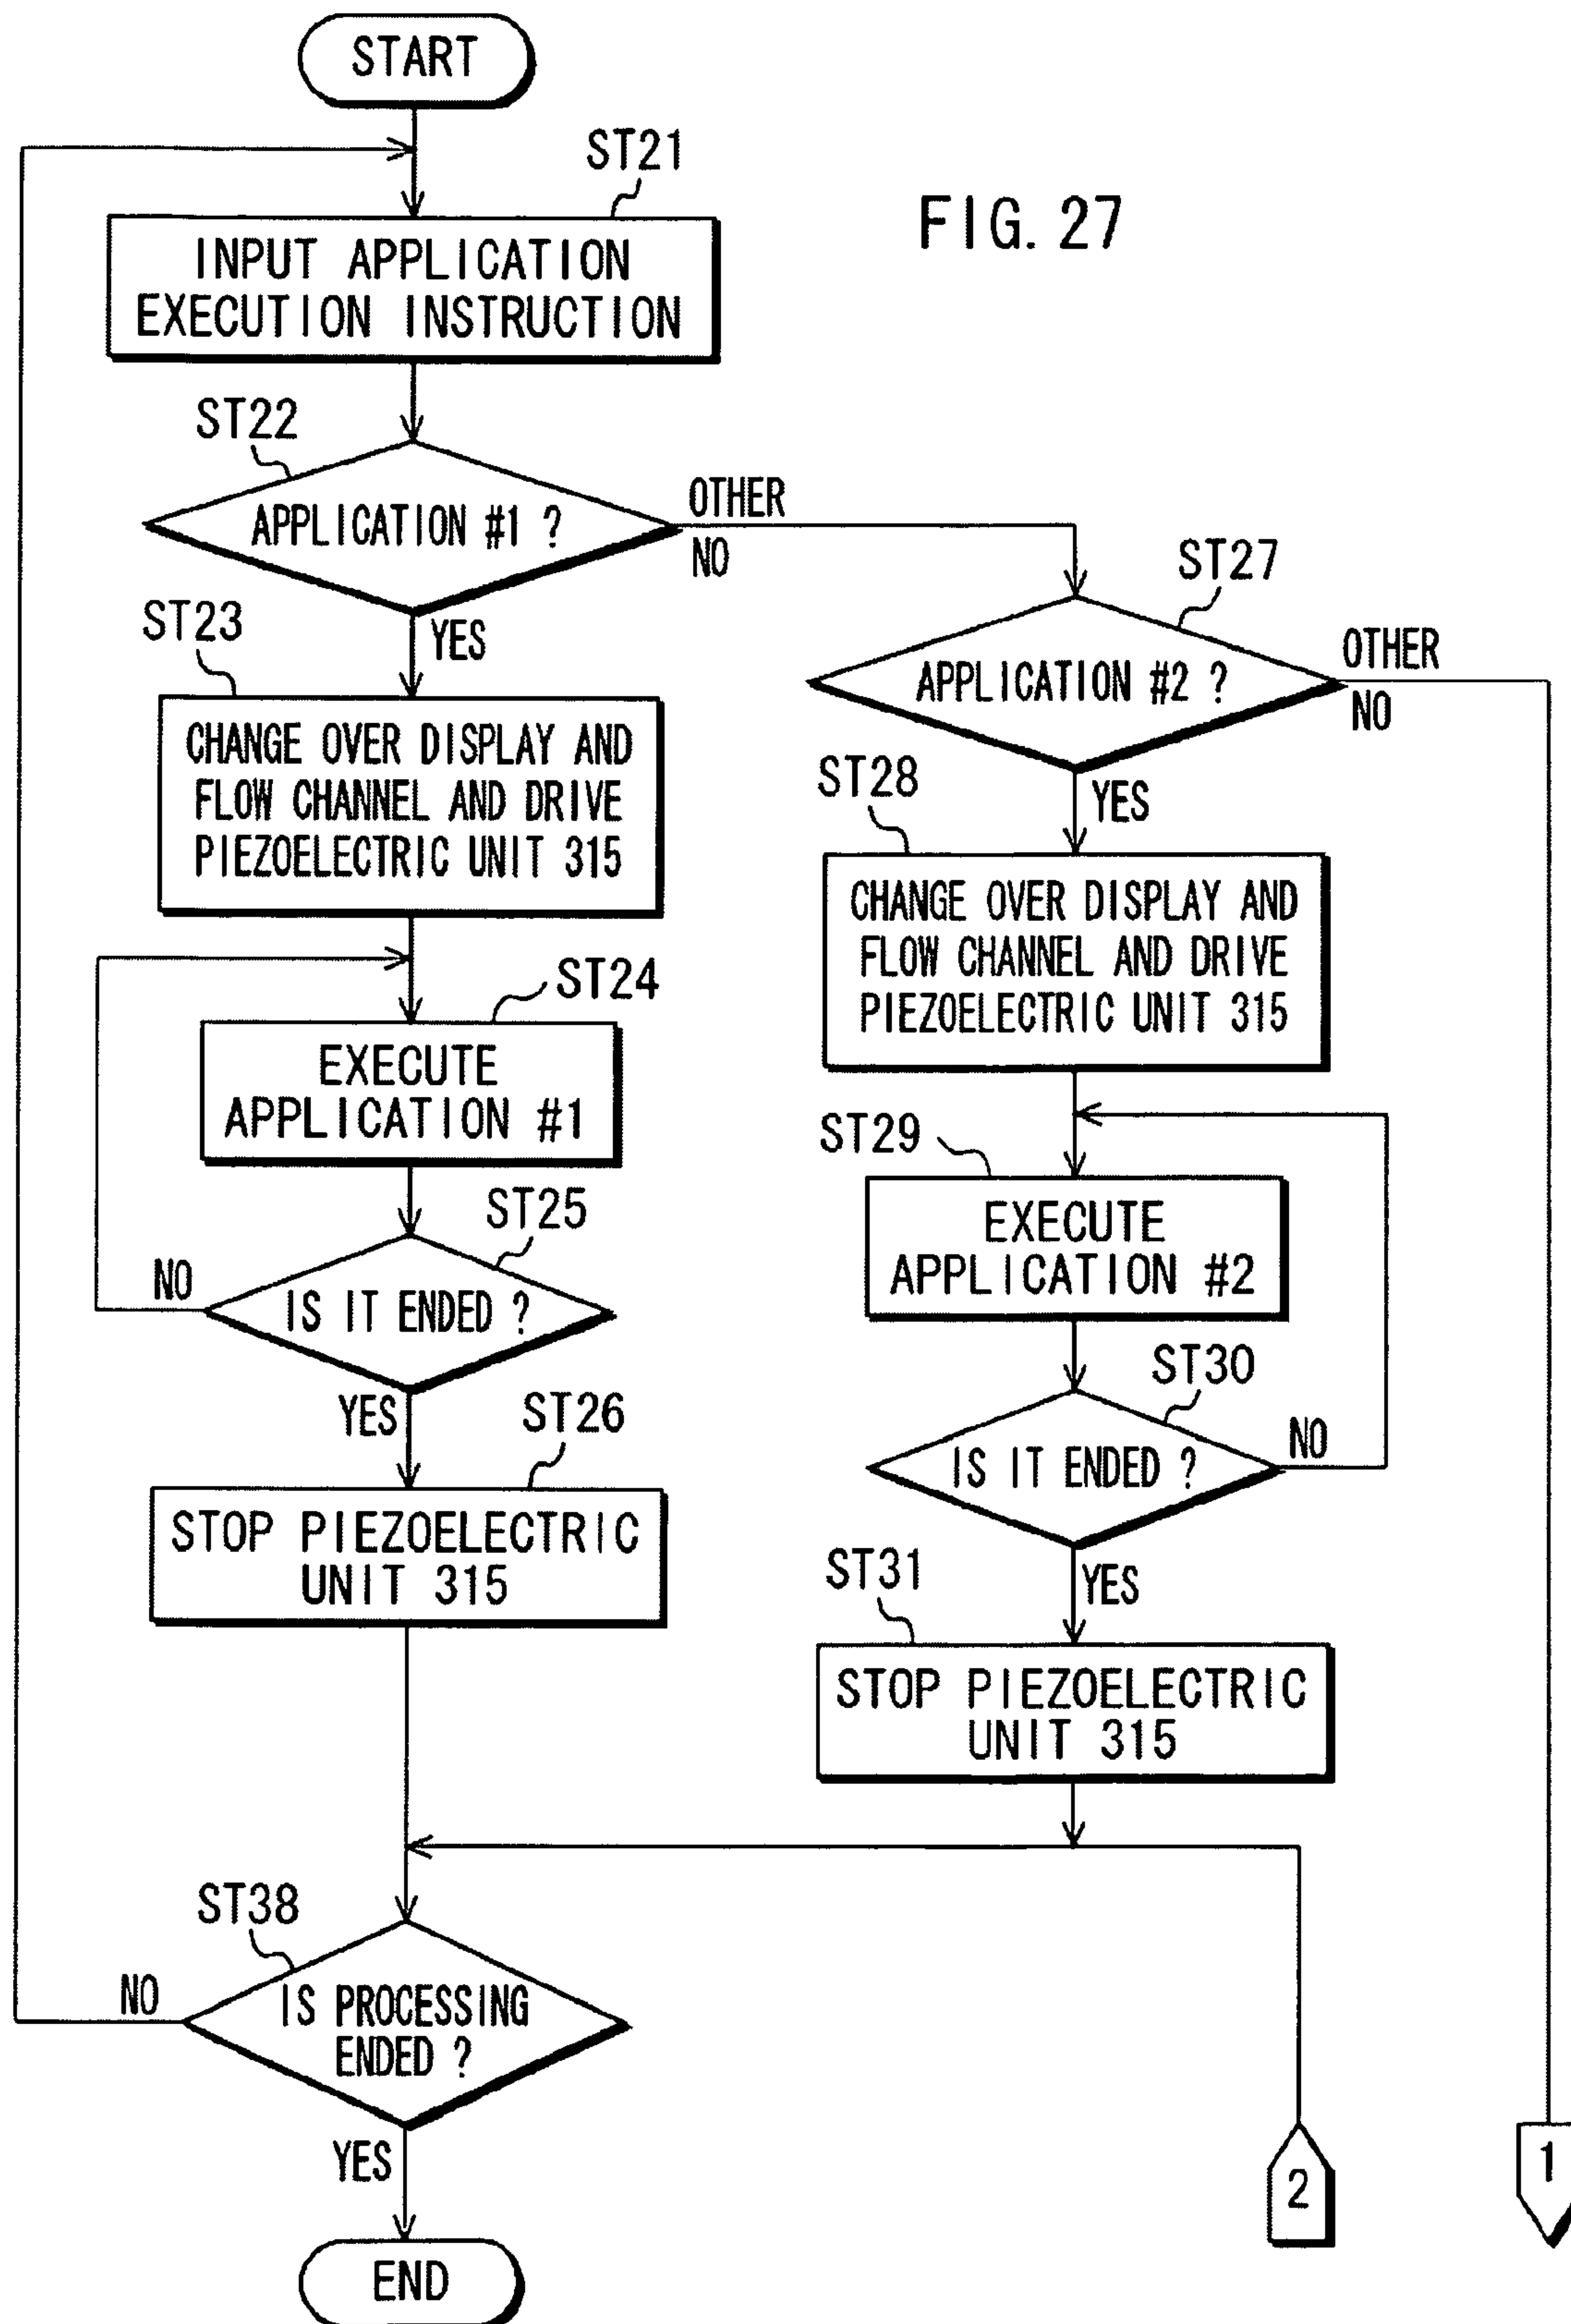 START
ST21
FIG. 27
INPUT APPLICATION
EXECUTION INSTRUCTION
ST22
APPLICATION #1 ?
OTHER
NO
YES
ST23
CHANGE OVER DISPLAY AND
FLOW CHANNEL AND DRIVE
PIEZOELECTRIC UNIT 315
ST24
EXECUTE
APPLICATION #1
ST25
NO
IS IT ENDED ?
YES
ST26
STOP PIEZOELECTRIC
UNIT 315
ST27
APPLICATION #2 ?
OTHER
NO
YES
ST28
CHANGE OVER DISPLAY AND
FLOW CHANNEL AND DRIVE
PIEZOELECTRIC UNIT 315
ST29
EXECUTE
APPLICATION #2
ST30
IS IT ENDED ?
NO
YES
ST31
STOP PIEZOELECTRIC
UNIT 315
ST38
NO
IS PROCESSING
ENDED ?
YES
END
2
1